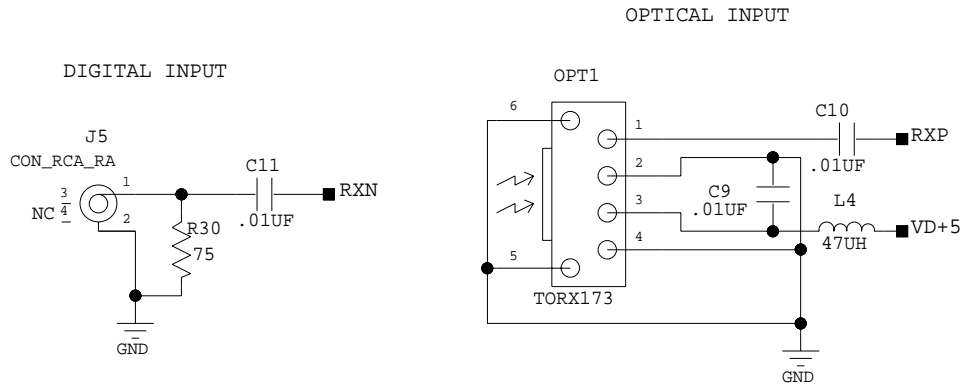 OPTICAL INPUT
DIGITAL INPUT
OPT1
J5
CON_RCA_RA
NC
3
4
1
2
C11
.01UF
RXN
R30
75
GND
6
5
1
2
3
4
C10
.01UF
RXP
C9
.01UF
L4
47UH
VD+5
TORX173
GND